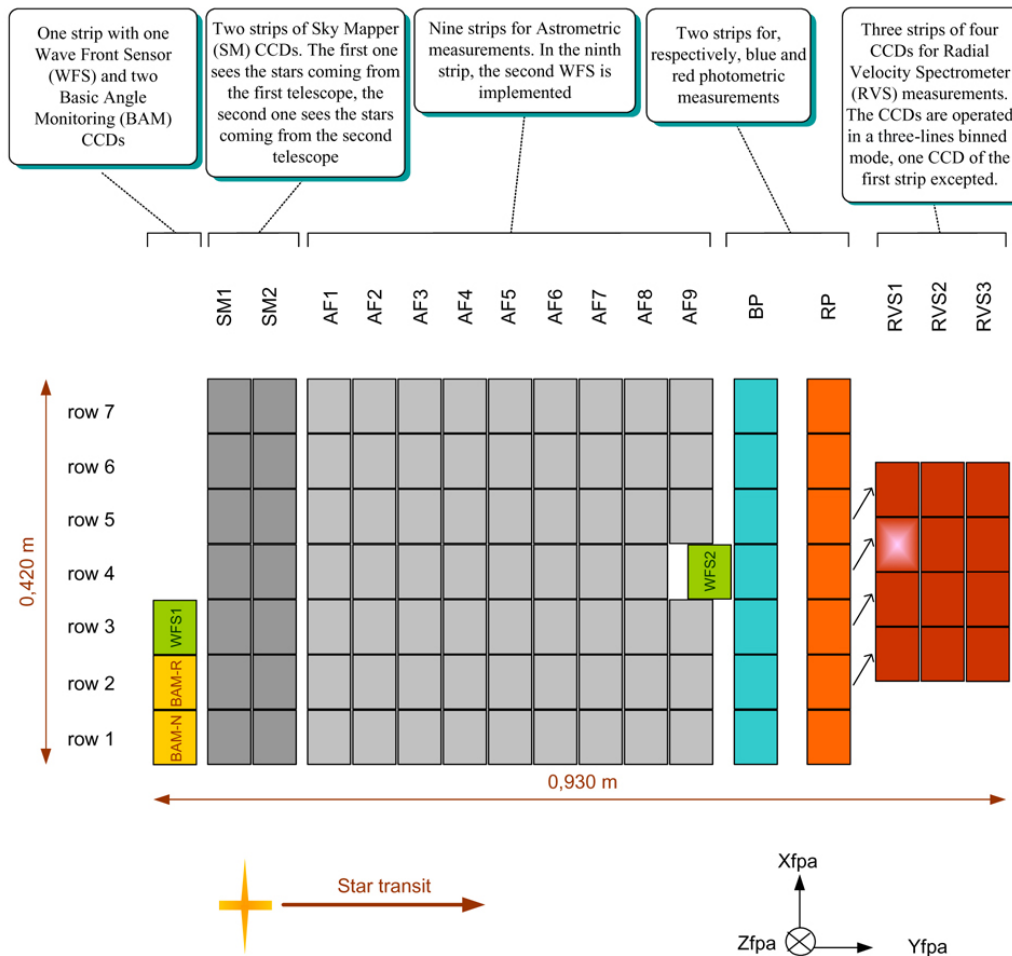 One strip with one
Wave Front Sensor
(WFS) and two
Basic Angle
Monitoring (BAM)
CCDs
Two strips of Sky Mapper
(SM) CCDs. The first one
sees the stars coming from
the first telescope, the
second one sees the stars
coming from the second
telescope
Nine strips for Astrometric
measurements. In the ninth
strip, the second WFS is
implemented
Two strips for,
respectively, blue and
red photometric
measurements
Three strips of four
CCDs for Radial
Velocity Spectrometer
(RVS) measurements.
The CCDs are operated
in a three-lines binned
mode, one CCD of the
first strip excepted.
SM1
SM2
AF1
AF2
AF3
AF4
AF5
AF6
AF7
AF8
AF9
BP
RP
RVS1
RVS2
RVS3
row 7
row 6
row 5
row 4
row 3
row 2
row 1
0,420 m
WFS1
BAM-R
BAM-N
WFS2
0,930 m
Star transit
Xfpa
Zfpa
Yfpa